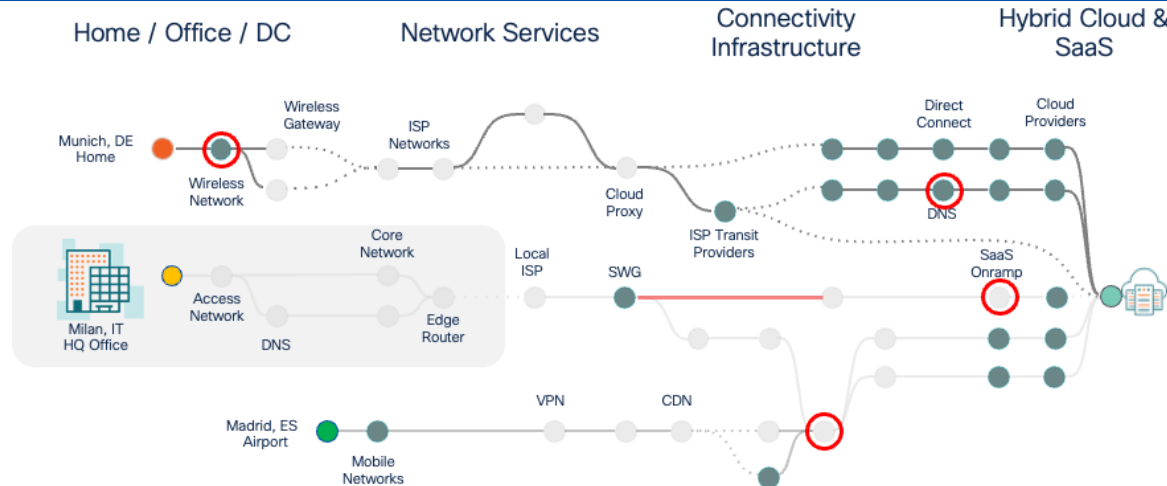 Home / Office / DC
Network Services
Connectivity
Infrastructure
Hybrid Cloud &
SaaS
Wireless
Gateway
ISP
Networks
Direct
Connect
Cloud
Providers
Munich, DE
Home
Wireless
Network
Cloud
Proxy
DNS
ISP Transit
Providers
Core
Network
Local
ISP
SWG
SaaS
Onramp
Access
Network
Milan, IT
HQ Office
DNS
Edge
Router
VPN
CDN
Madrid, ES
Airport
Mobile
Networks